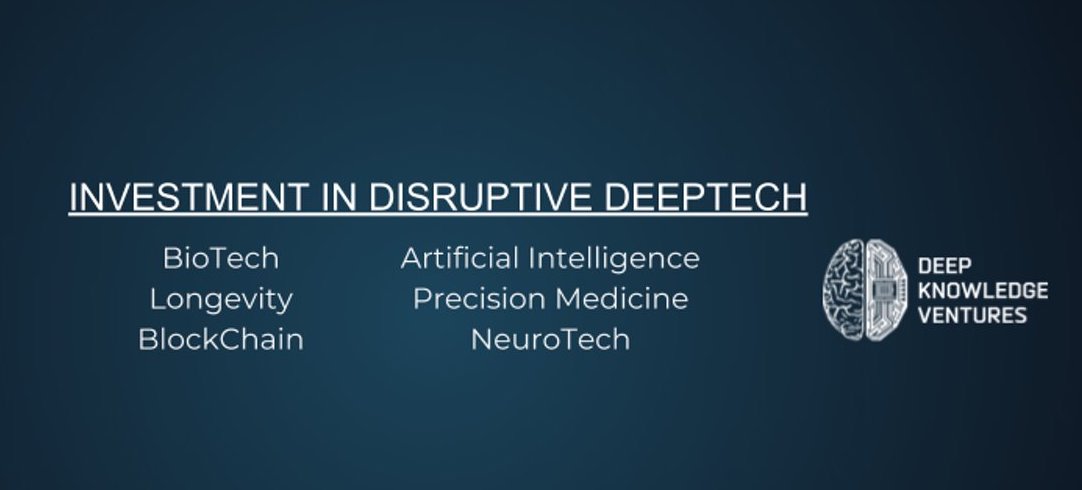 INVESTMENT IN DISRUPTIVE DEEPTECH
BioTech
Longevity
BlockChain
Artificial Intelligence
Precision Medicine
NeuroTech
DEEP
KNOWLEDGE
VENTURES